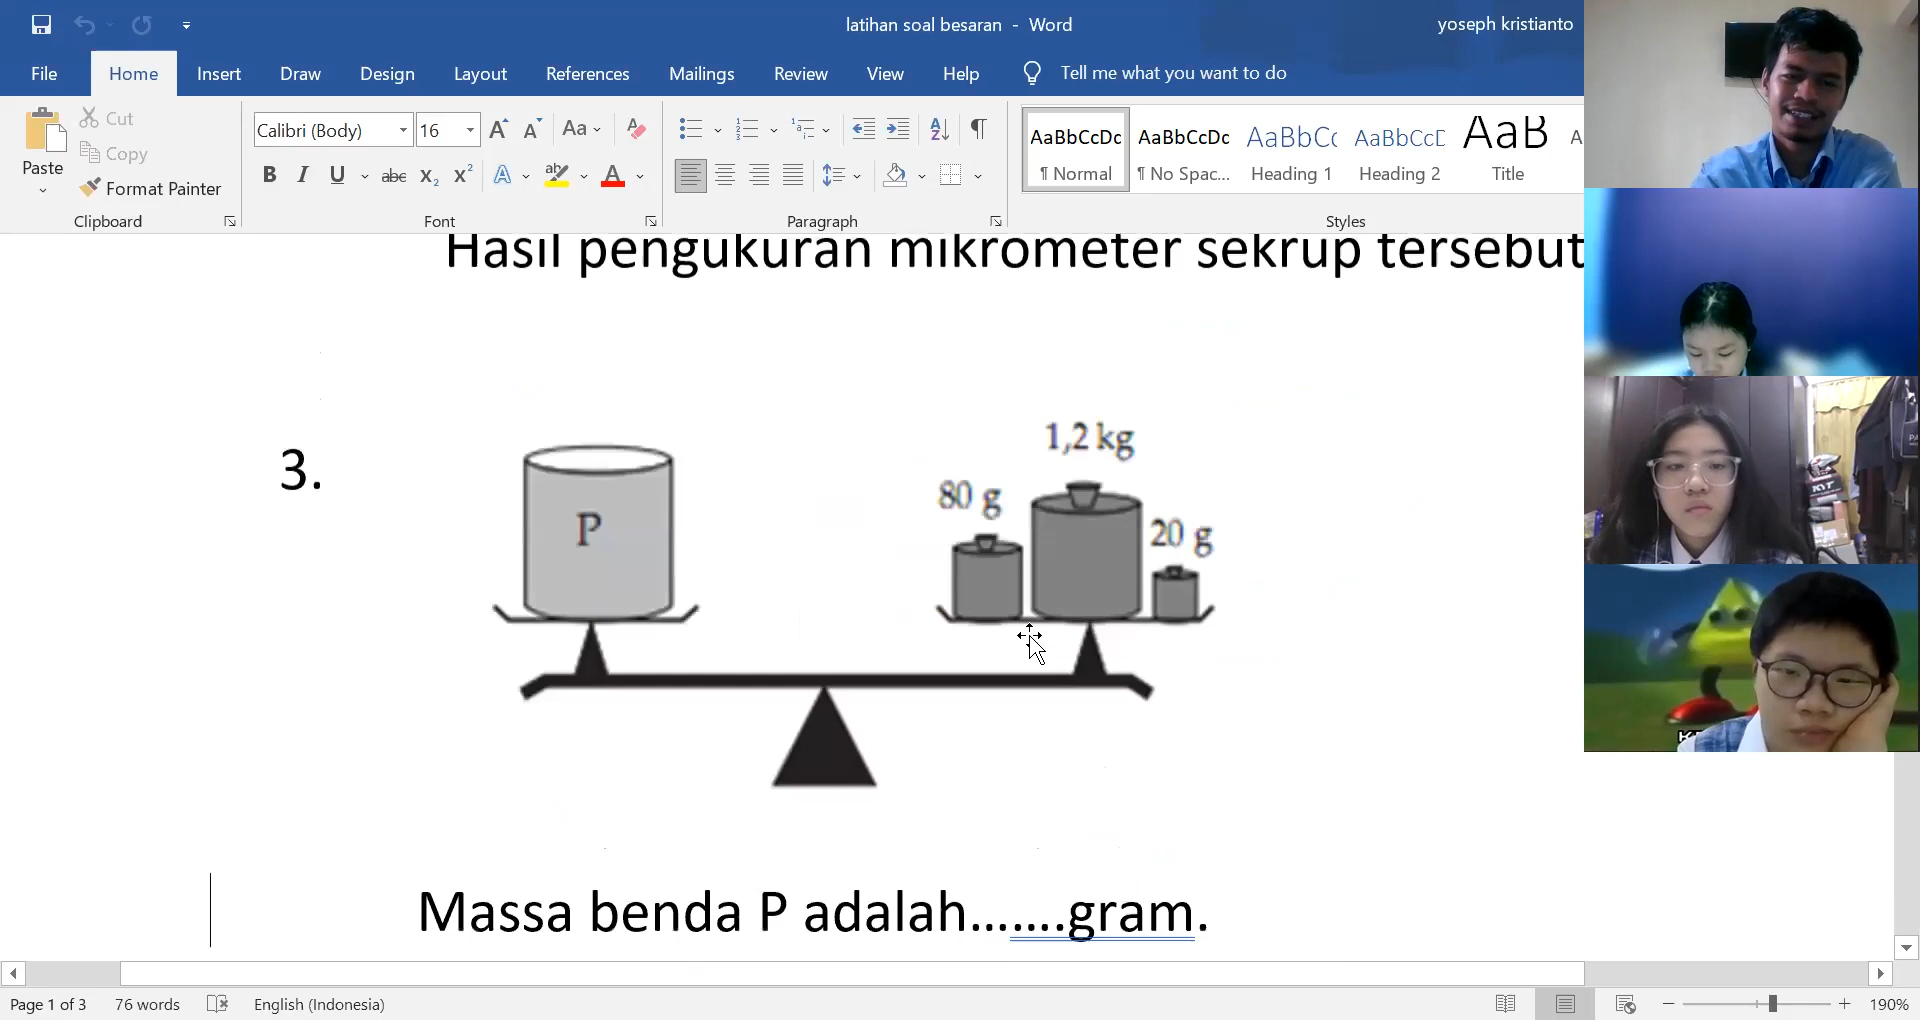 latihan soal besaran - Word
yoseph kristianto
File Home Insert Draw Design Layout References Mailings Review View Help Tell me what you want to do
Paste
Cut
Copy
Format Painter
Clipboard
Calibri (Body) 16
Font
Paragraph
AaBbCcDc AaBbCcDc AaBbCc AaBbCcD AaB
¶ Normal ¶ No Spac... Heading 1 Heading 2 Title
Styles
Hasil pengukuran mikrometer sekrup tersebut
3.
P
1,2 kg
80 g
20 g
Massa benda P adalah.......gram.
Page 1 of 3 76 words English (Indonesia) 190%